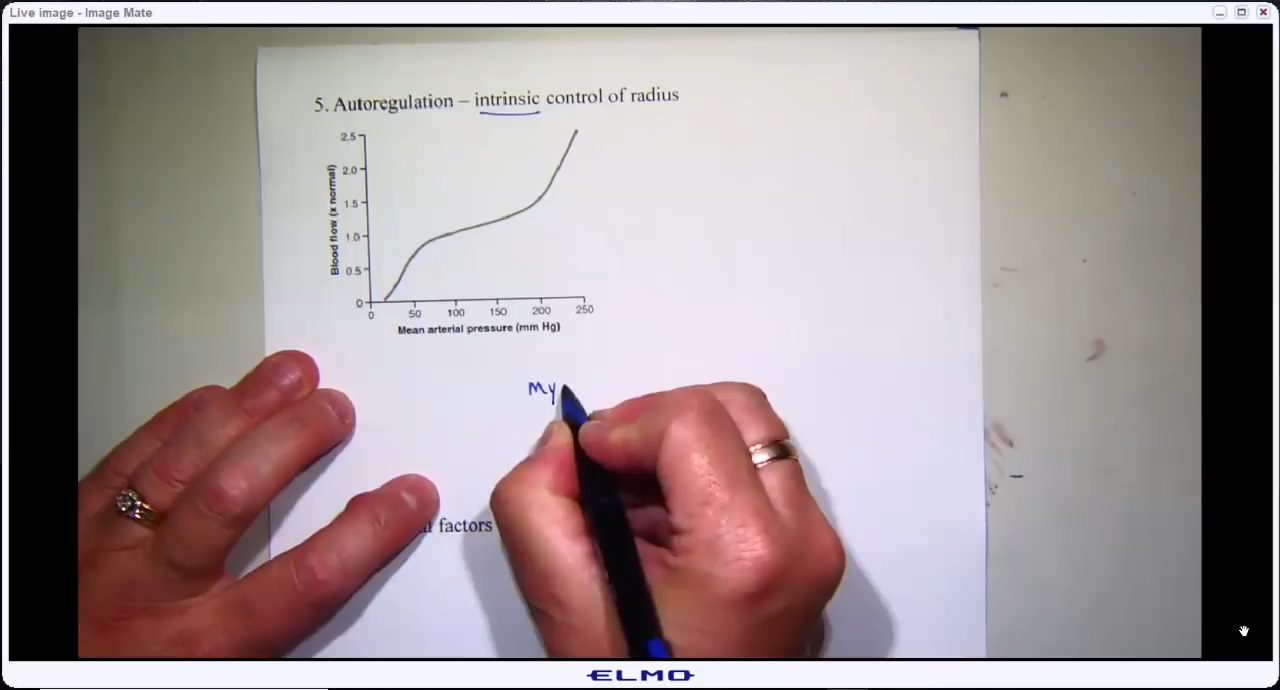 Live image - Image Mate
5. Autoregulation – intrinsic control of radius
2.5
2.0
1.5
1.0
0.5
0
Blood flow (x normal)
0 50 100 150 200 250
Mean arterial pressure (mm Hg)
My
factors
ELMO